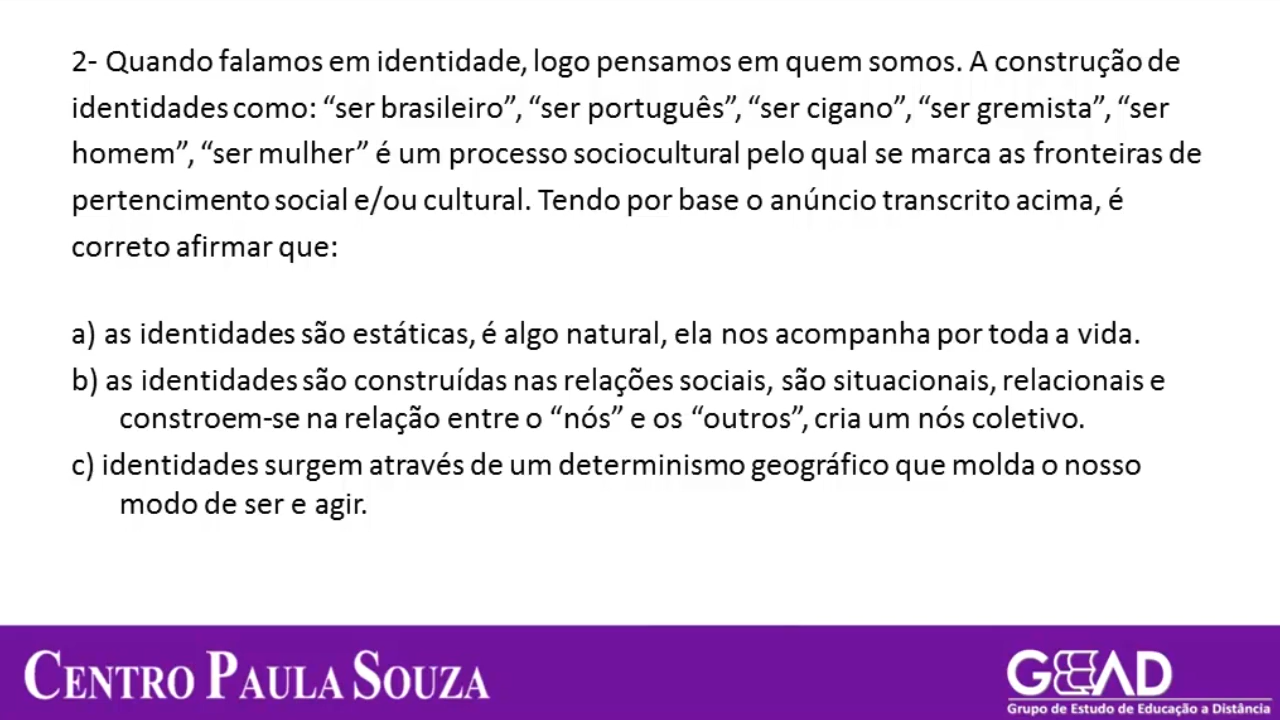 2- Quando falamos em identidade, logo pensamos em quem somos. A construção de
identidades como: “ser brasileiro”, “ser português”, “ser cigano”, “ser gremista”, “ser
homem”, “ser mulher” é um processo sociocultural pelo qual se marca as fronteiras de
pertencimento social e/ou cultural. Tendo por base o anúncio transcrito acima, é
correto afirmar que:
a) as identidades são estáticas, é algo natural, ela nos acompanha por toda a vida.
b) as identidades são construídas nas relações sociais, são situacionais, relacionais e
constroem-se na relação entre o “nós” e os “outros”, cria um nós coletivo.
c) identidades surgem através de um determinismo geográfico que molda o nosso
modo de ser e agir.
CENTRO PAULA SOUZA
GEEAD
Grupo de Estudo de Educação a Distância